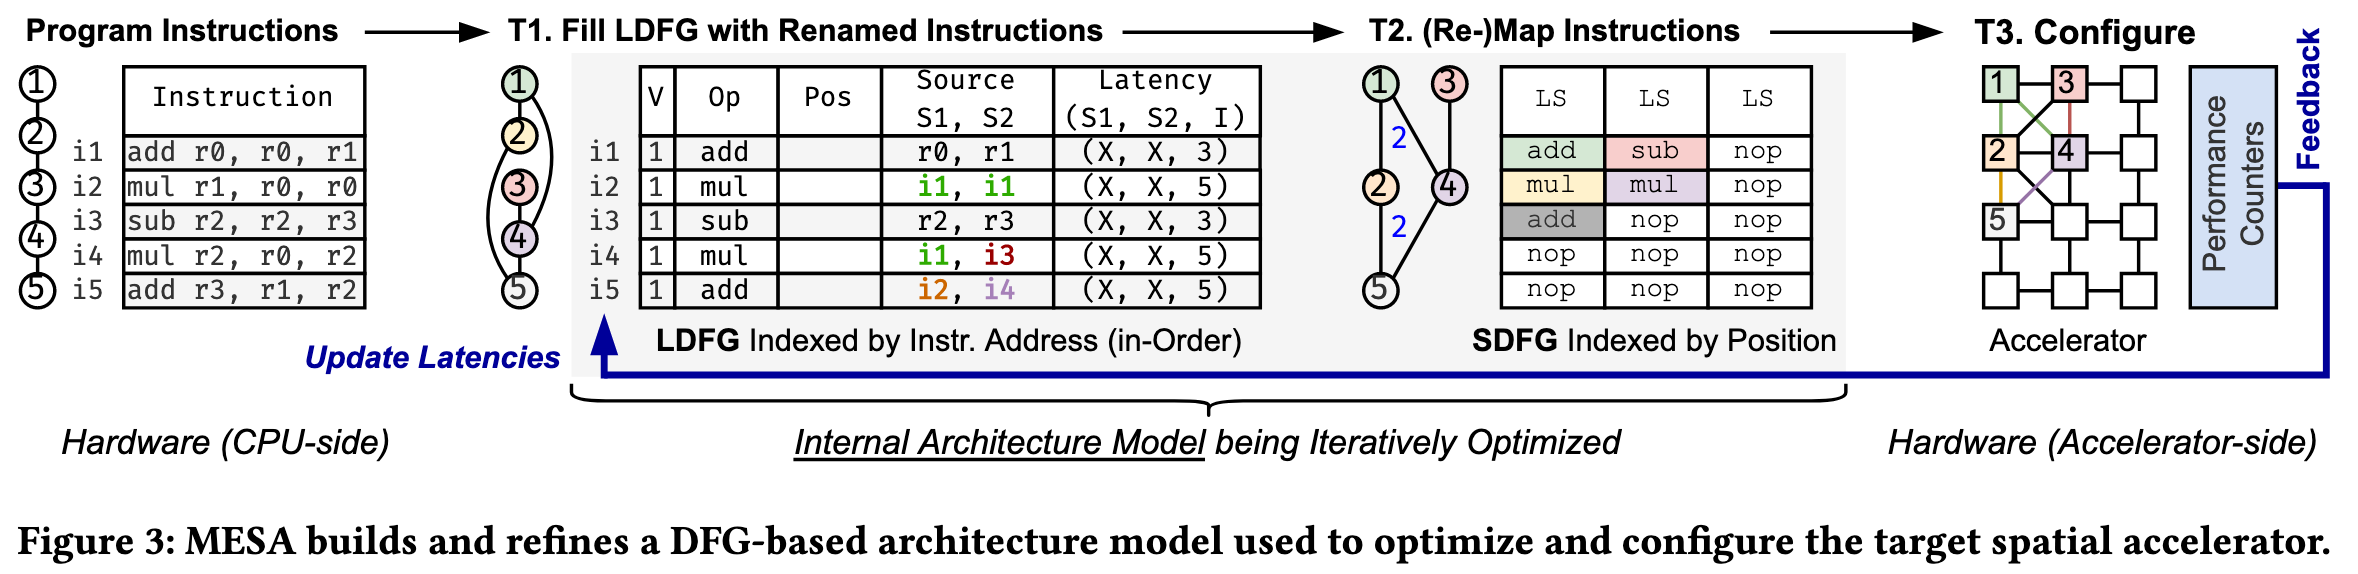 Program Instructions
T1. Fill LDFG with Renamed Instructions
T2. (Re-)Map Instructions
T3. Configure
1
2
3
4
5
Instruction
i1 add r0, r0, r1
i2 mul r1, r0, r0
i3 sub r2, r2, r3
i4 mul r2, r0, r2
i5 add r3, r1, r2
1
2
3
4
5
V Op Pos Source S1, S2 Latency (S1, S2, I)
i1 1 add r0, r1 (X, X, 3)
i2 1 mul i1, i1 (X, X, 5)
i3 1 sub r2, r3 (X, X, 3)
i4 1 mul i1, i3 (X, X, 5)
i5 1 add i2, i4 (X, X, 5)
LDFG Indexed by Instr. Address (in-Order)
1 3
2
2 4
2
5
LS LS LS
add sub nop
mul mul nop
add nop nop
nop nop nop
nop nop nop
SDFG Indexed by Position
1 3
2 4
5
Accelerator
Performance
Counters
Feedback
Update Latencies
Hardware (CPU-side)
Internal Architecture Model being Iteratively Optimized
Hardware (Accelerator-side)
Figure 3: MESA builds and refines a DFG-based architecture model used to optimize and configure the target spatial accelerator.